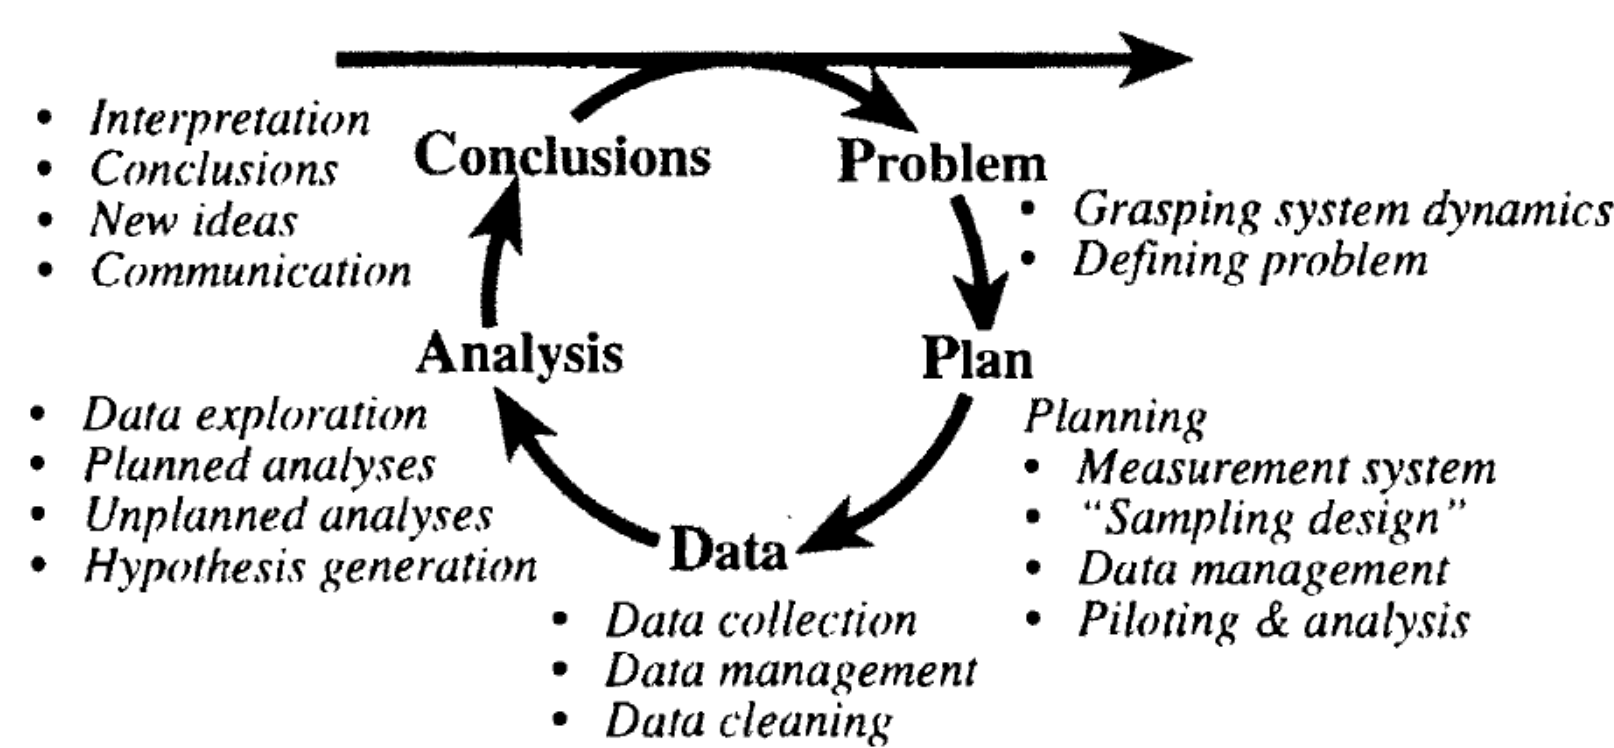 Conclusions
• Interpretation
• Conclusions
• New ideas
• Communication
Problem
• Grasping system dynamics
• Defining problem
Plan
Planning
• Measurement system
• “Sampling design”
• Data management
• Piloting & analysis
Data
• Data collection
• Data management
• Data cleaning
Analysis
• Data exploration
• Planned analyses
• Unplanned analyses
• Hypothesis generation